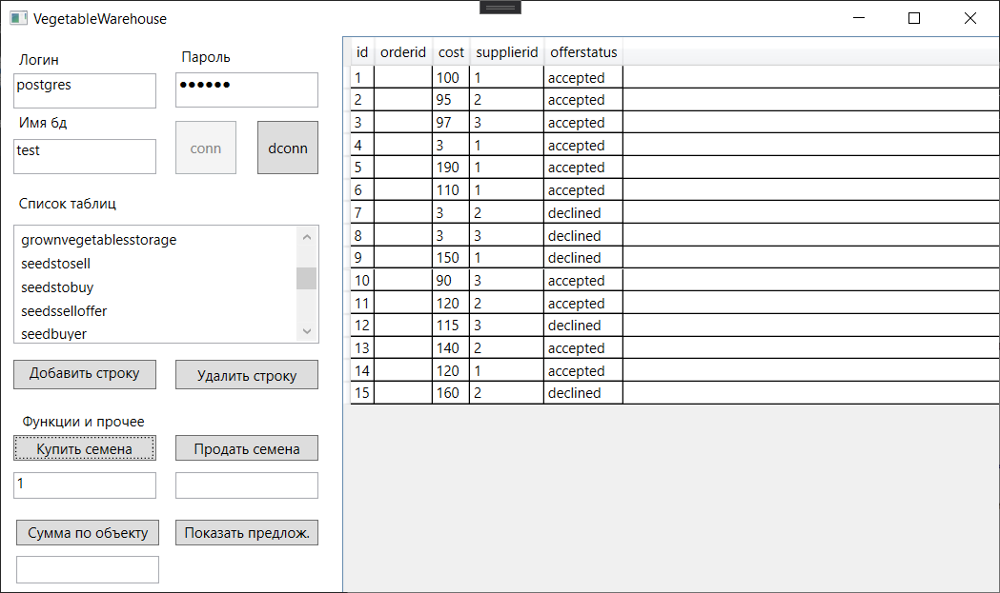 VegetableWarehouse
Логин
Пароль
postgres
●●●●●●
Имя бд
test
conn
dconn
Список таблиц
grownvegetablesstorage
seedstosell
seedstobuy
seedsselloffer
seedbuyer
Добавить строку
Удалить строку
Функции и прочее
Купить семена
Продать семена
1
Сумма по объекту
Показать предлож.
id orderid cost supplierid offerstatus
1 100 1 accepted
2 95 2 accepted
3 97 3 accepted
4 3 1 accepted
5 190 1 accepted
6 110 1 accepted
7 3 2 declined
8 3 3 declined
9 150 1 declined
10 90 3 accepted
11 120 2 accepted
12 115 3 declined
13 140 2 accepted
14 120 1 accepted
15 160 2 declined